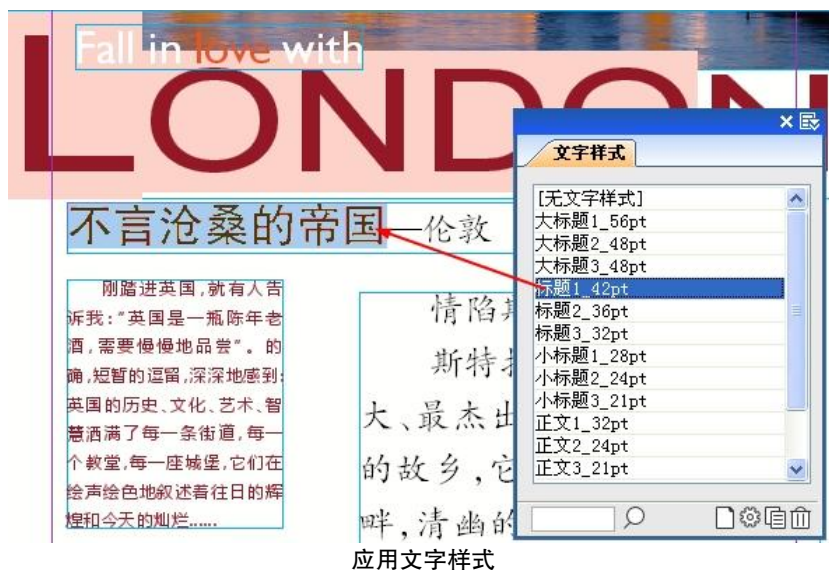 Fall in love with
LONDON
不言沧桑的帝国——伦敦
刚踏进英国,就有人告
诉我:"英国是一瓶陈年老
酒,需要慢慢地品尝"。的
确,短暂的逗留,深深地感到:
英国的历史、文化、艺术、智
慧洒满了每一条街道,每一
个教堂,每一座城堡,它们在
绘声绘色地叙述着往日的辉
煌和今天的灿烂……
情陷斯
斯特拉
大、最杰出
的故乡,它
畔,清幽的
文字样式
[无文字样式]
大标题1_56pt
大标题2_48pt
大标题3_48pt
标题1_42pt
标题2_36pt
标题3_32pt
小标题1_28pt
小标题2_24pt
小标题3_21pt
正文1_32pt
正文2_24pt
正文3_21pt
应用文字样式